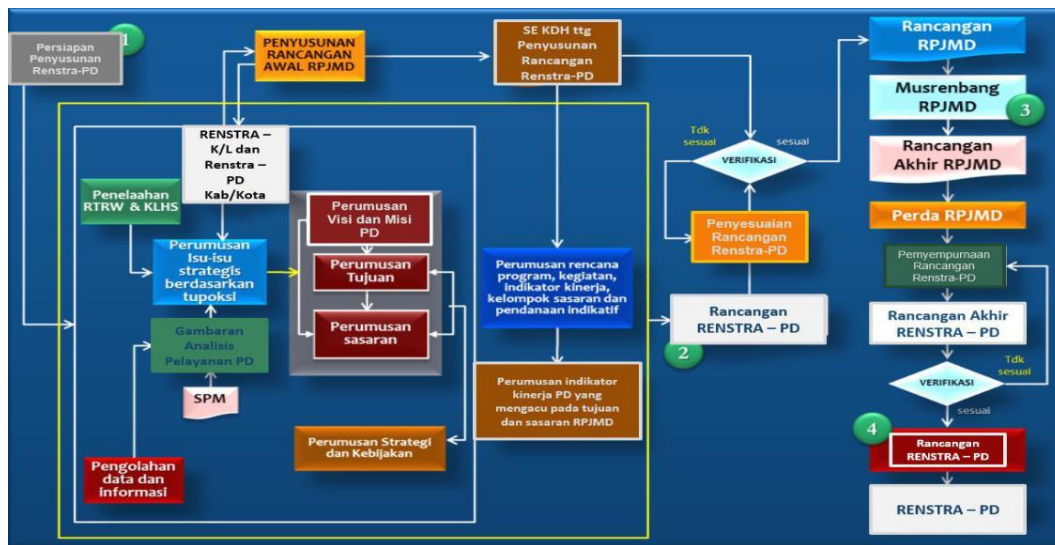 Persiapan
Penyusunan
Renstra-PD
1
PENYUSUNAN
RANCANGAN
AWAL RPJMD
SE KDH ttg
Penyusunan
Rancangan
Renstra-PD
Rancangan
RPJMD
Musrenbang
RPJMD
3
Rancangan
Akhir RPJMD
Perda RPJMD
Pemyempurnaan
Rancangan
Renstra-PD
Rancangan Akhir
RENSTRA – PD
Tdk
sesuai
VERIFIKASI
sesuai
4
Rancangan
RENSTRA – PD
RENSTRA – PD
RENSTRA –
K/L dan
Renstra –
PD
Kab/Kota
Penelaahan
RTRW & KLHS
Perumusan
Isu-isu
strategis
berdasarkan
tupoksi
Gambaran
Analisis
Pelayanan PD
SPM
Pengolahan
data dan
informasi
Perumusan
Visi dan Misi
PD
Perumusan
Tujuan
Perumusan
sasaran
Perumusan Strategi
dan Kebijakan
Perumusan rencana
program, kegiatan,
indikator kinerja,
kelompok sasaran dan
pendanaan indikatif
Perumusan indikator
kinerja PD yang
mengacu pada tujuan
dan sasaran RPJMD
Tdk
sesuai
sesuai
VERIFIKASI
Penyesuaian
Rancangan
Renstra-PD
Rancangan
RENSTRA – PD
2